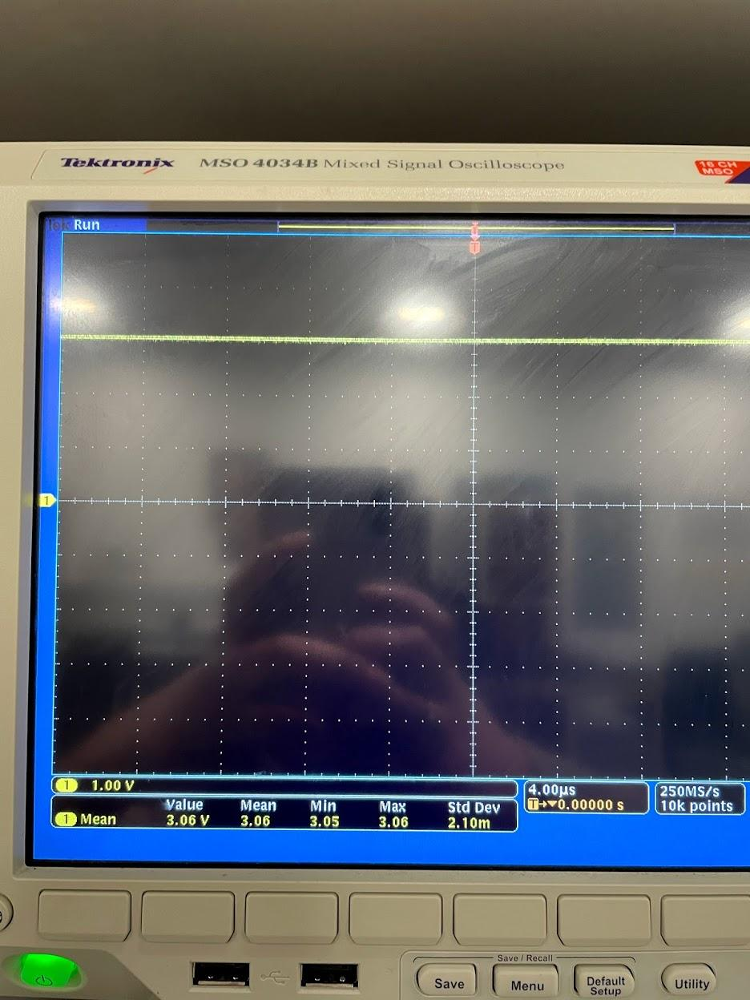 Tektronix MSO 4034B Mixed Signal Oscilloscope
16 CH
MSO
Run
T
1
1 1.00 V
Value Mean Min Max Std Dev
1 Mean 3.06 V 3.06 3.05 3.06 2.10m
4.00µs
T→▼0.00000 s
250MS/s
10k points
Save / Recall
Save
Menu
Default
Setup
Utility